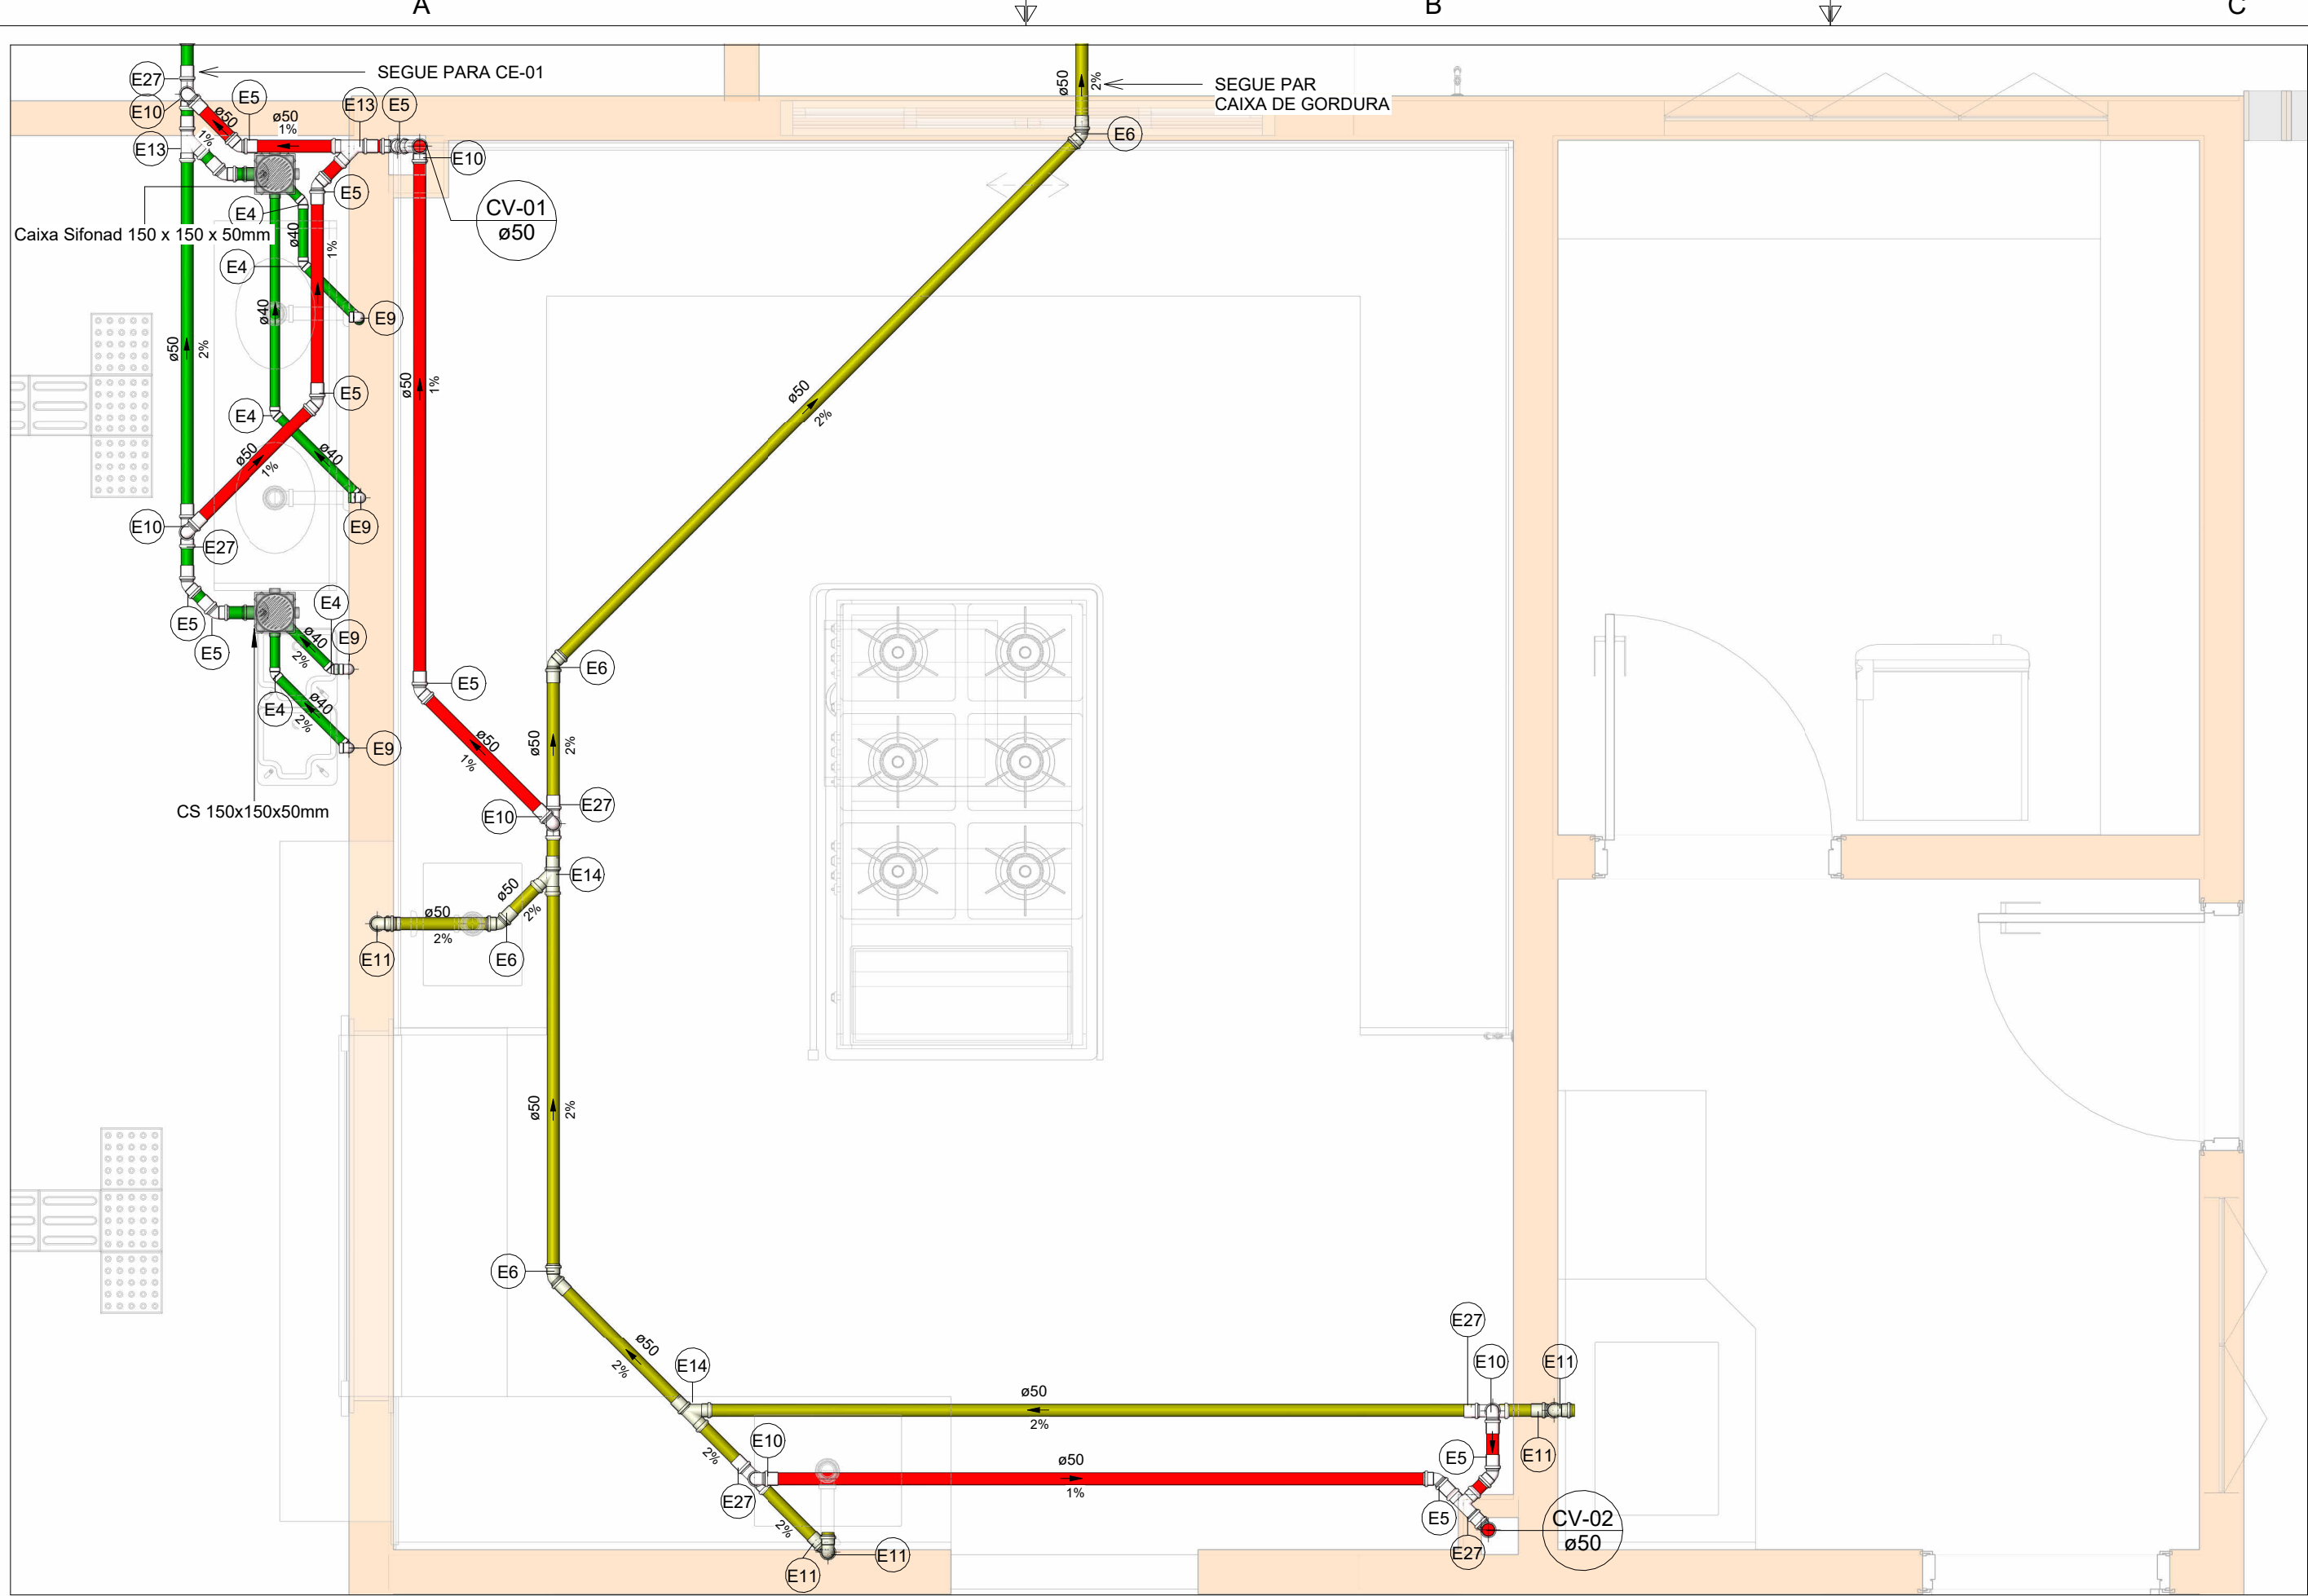 A
B
C
E27
SEGUE PARA CE-01
ø50
2%
SEGUE PAR
CAIXA DE GORDURA
E10
ø50
E5
ø50
1%
E13
E5
E6
E13
1%
E10
E5
CV-01
ø50
E4
Caixa Sifonad 150 x 150 x 50mm
ø40
1%
E4
ø40
E9
ø50
2%
ø50
1%
E5
E4
ø50
2%
ø50
1%
ø40
E10
E9
E27
E4
E5
E5
ø40
2%
E9
E6
E5
E4
ø40
2%
E9
ø50
1%
ø50
2%
CS 150x150x50mm
E10
E27
E14
ø50
2%
ø50
2%
E11
E6
ø50
2%
E6
ø50
2%
E14
E27
E10
E11
ø50
2%
E10
2%
E5
E11
ø50
1%
E27
2%
E5
CV-02
ø50
E27
E11
E11